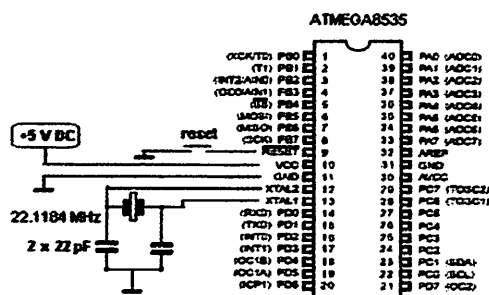 ATMEGA8535
(XCK/T0) PB0 1 40 PA0 (ADC0)
(T1) PB1 2 39 PA1 (ADC1)
(INT2/AIN0) PB2 3 38 PA2 (ADC2)
(OC0/AIN1) PB3 4 37 PA3 (ADC3)
(SS) PB4 5 36 PA4 (ADC4)
(MOSI) PB5 6 35 PA5 (ADC5)
(MISO) PB6 7 34 PA6 (ADC6)
(SCK) PB7 8 33 PA7 (ADC7)
reset
RESET 9 32 AREF
+5 V DC
VCC 10 31 GND
GND 11 30 AVCC
XTAL2 12 29 PC7 (TOSC2)
XTAL1 13 28 PC6 (TOSC1)
22.1184 MHz
(RXD) PD0 14 27 PC5
(TXD) PD1 15 26 PC4
2 x 22 pF
(INT0) PD2 16 25 PC3
(INT1) PD3 17 24 PC2
(OC1B) PD4 18 23 PC1 (SDA)
(OC1A) PD5 19 22 PC0 (SCL)
(ICP1) PD6 20 21 PD7 (OC2)